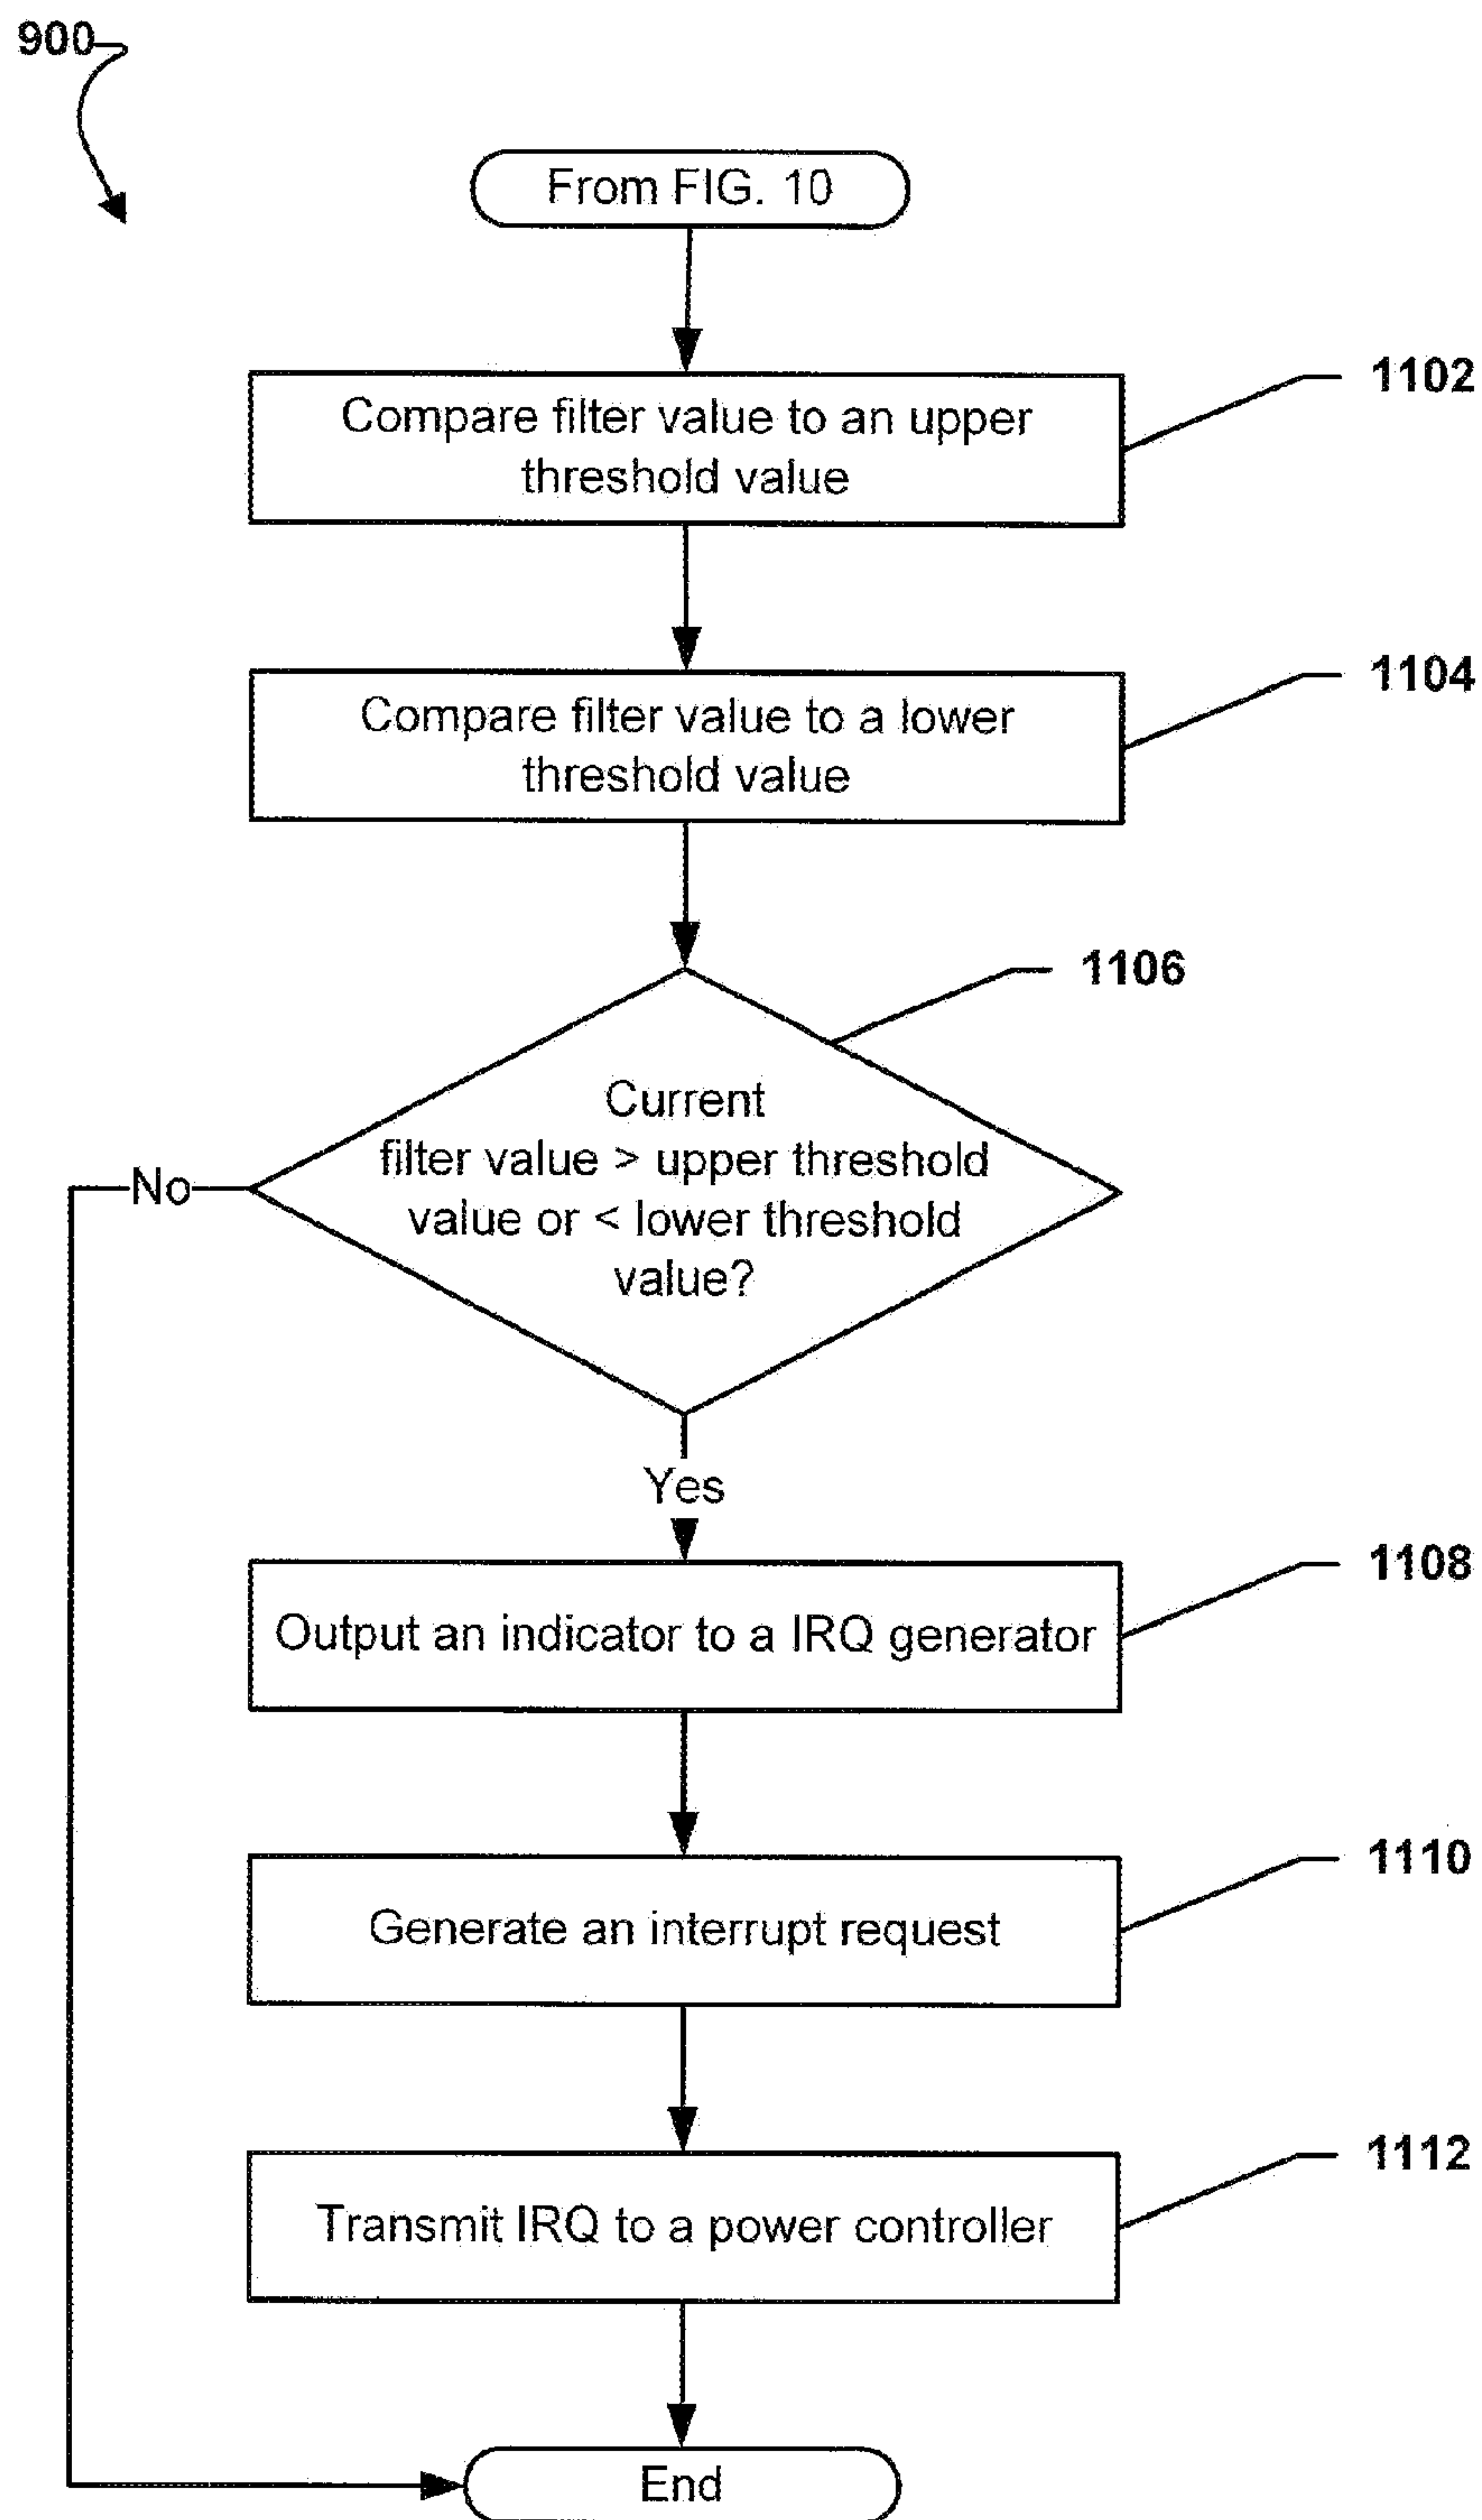 900
From FIG. 10
Compare filter value to an upper
threshold value
1102
Compare filter value to a lower
threshold value
1104
1106
Current
filter value > upper threshold
value or < lower threshold
value?
No
Yes
Output an indicator to a IRQ generator
1108
Generate an interrupt request
1110
Transmit IRQ to a power controller
1112
End